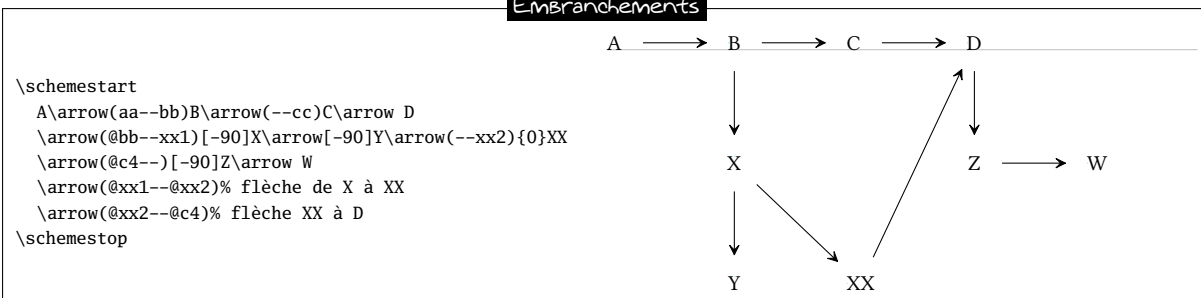 Embranchements
\schemestart
A\arrow(aa--bb)B\arrow(--cc)C\arrow D
\arrow(@bb--xx1)[-90]X\arrow[-90]Y\arrow(--xx2){0}XX
\arrow(@c4--)[-90]Z\arrow W
\arrow(@xx1--@xx2)% flèche de X à XX
\arrow(@xx2--@c4)% flèche XX à D
\schemestop
A B C D
X Z W
Y XX